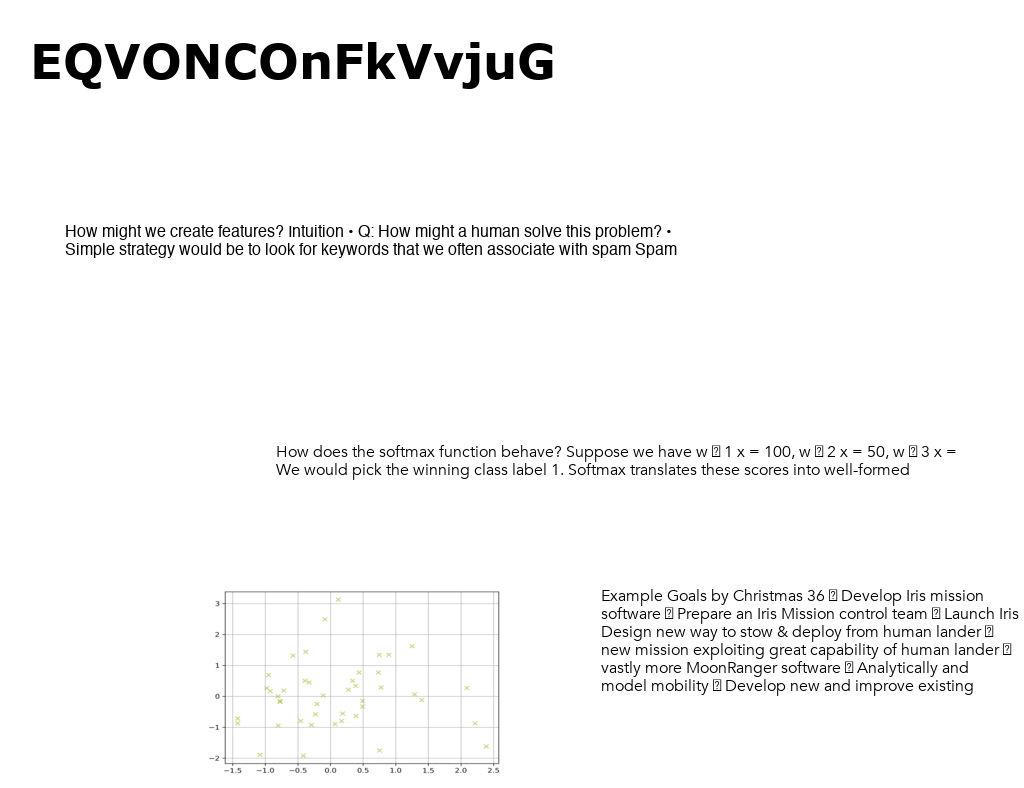 EQVONCOnFkVvjuG
How might we create features? Intuition • Q: How might a human solve this problem? •
Simple strategy would be to look for keywords that we often associate with spam Spam
How does the softmax function behave? Suppose we have w ⍰ 1 x = 100, w ⍰ 2 x = 50, w ⍰ 3 x =
We would pick the winning class label 1. Softmax translates these scores into well-formed
Example Goals by Christmas 36 ⍰ Develop Iris mission
software ⍰ Prepare an Iris Mission control team ⍰ Launch Iris
Design new way to stow & deploy from human lander ⍰
new mission exploiting great capability of human lander ⍰
vastly more MoonRanger software ⍰ Analytically and
model mobility ⍰ Develop new and improve existing
3
2
1
0
−1
−2
−1.5 −1.0 −0.5 0.0 0.5 1.0 1.5 2.0 2.5